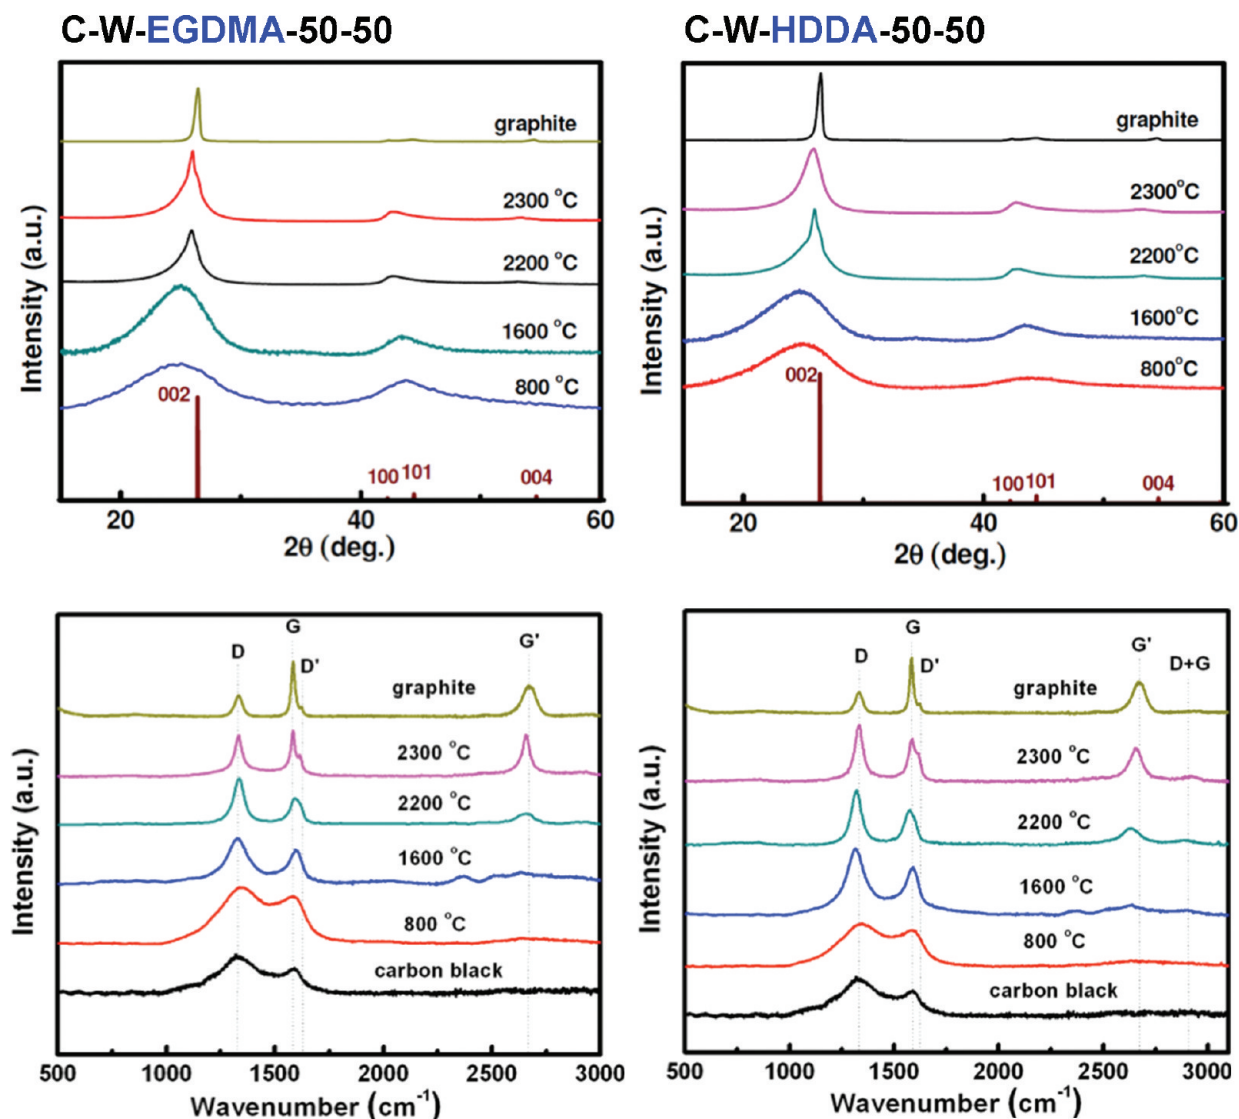 C-W-EGDMA-50-50
graphite
2300 °C
2200 °C
1600 °C
800 °C
002
100 101
004
20 40 60
2θ (deg.)
Intensity (a.u.)
C-W-HDDA-50-50
graphite
2300°C
2200°C
1600°C
800°C
002
100 101
004
20 40 60
2θ (deg.)
Intensity (a.u.)
G
D
D'
G'
graphite
2300 °C
2200 °C
1600 °C
800 °C
carbon black
500 1000 1500 2000 2500 3000
Wavenumber (cm⁻¹)
Intensity (a.u.)
G
D
D'
G'
D+G
graphite
2300 °C
2200 °C
1600 °C
800 °C
carbon black
500 1000 1500 2000 2500 3000
Wavenumber (cm⁻¹)
Intensity (a.u.)